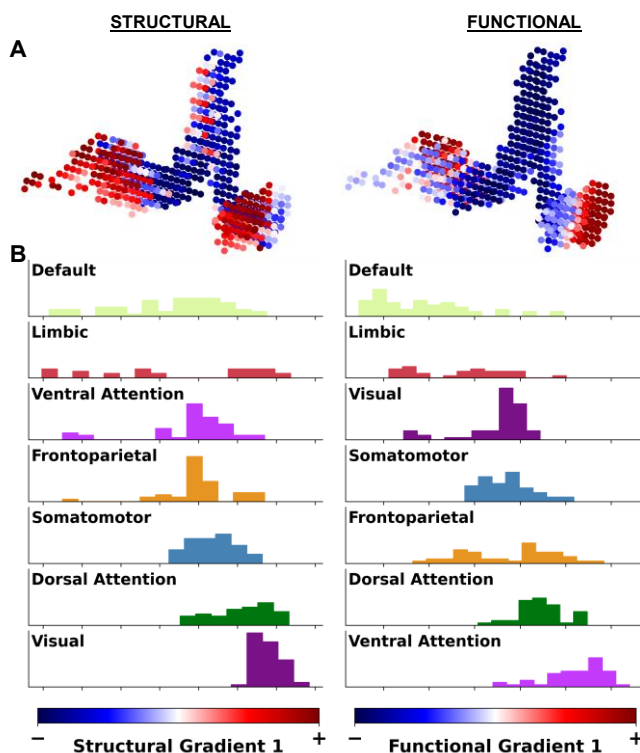 STRUCTURAL
FUNCTIONAL
A
B
Default
Default
Limbic
Limbic
Ventral Attention
Visual
Frontoparietal
Somatomotor
Somatomotor
Frontoparietal
Dorsal Attention
Dorsal Attention
Visual
Ventral Attention
− +
− +
Structural Gradient 1
Functional Gradient 1